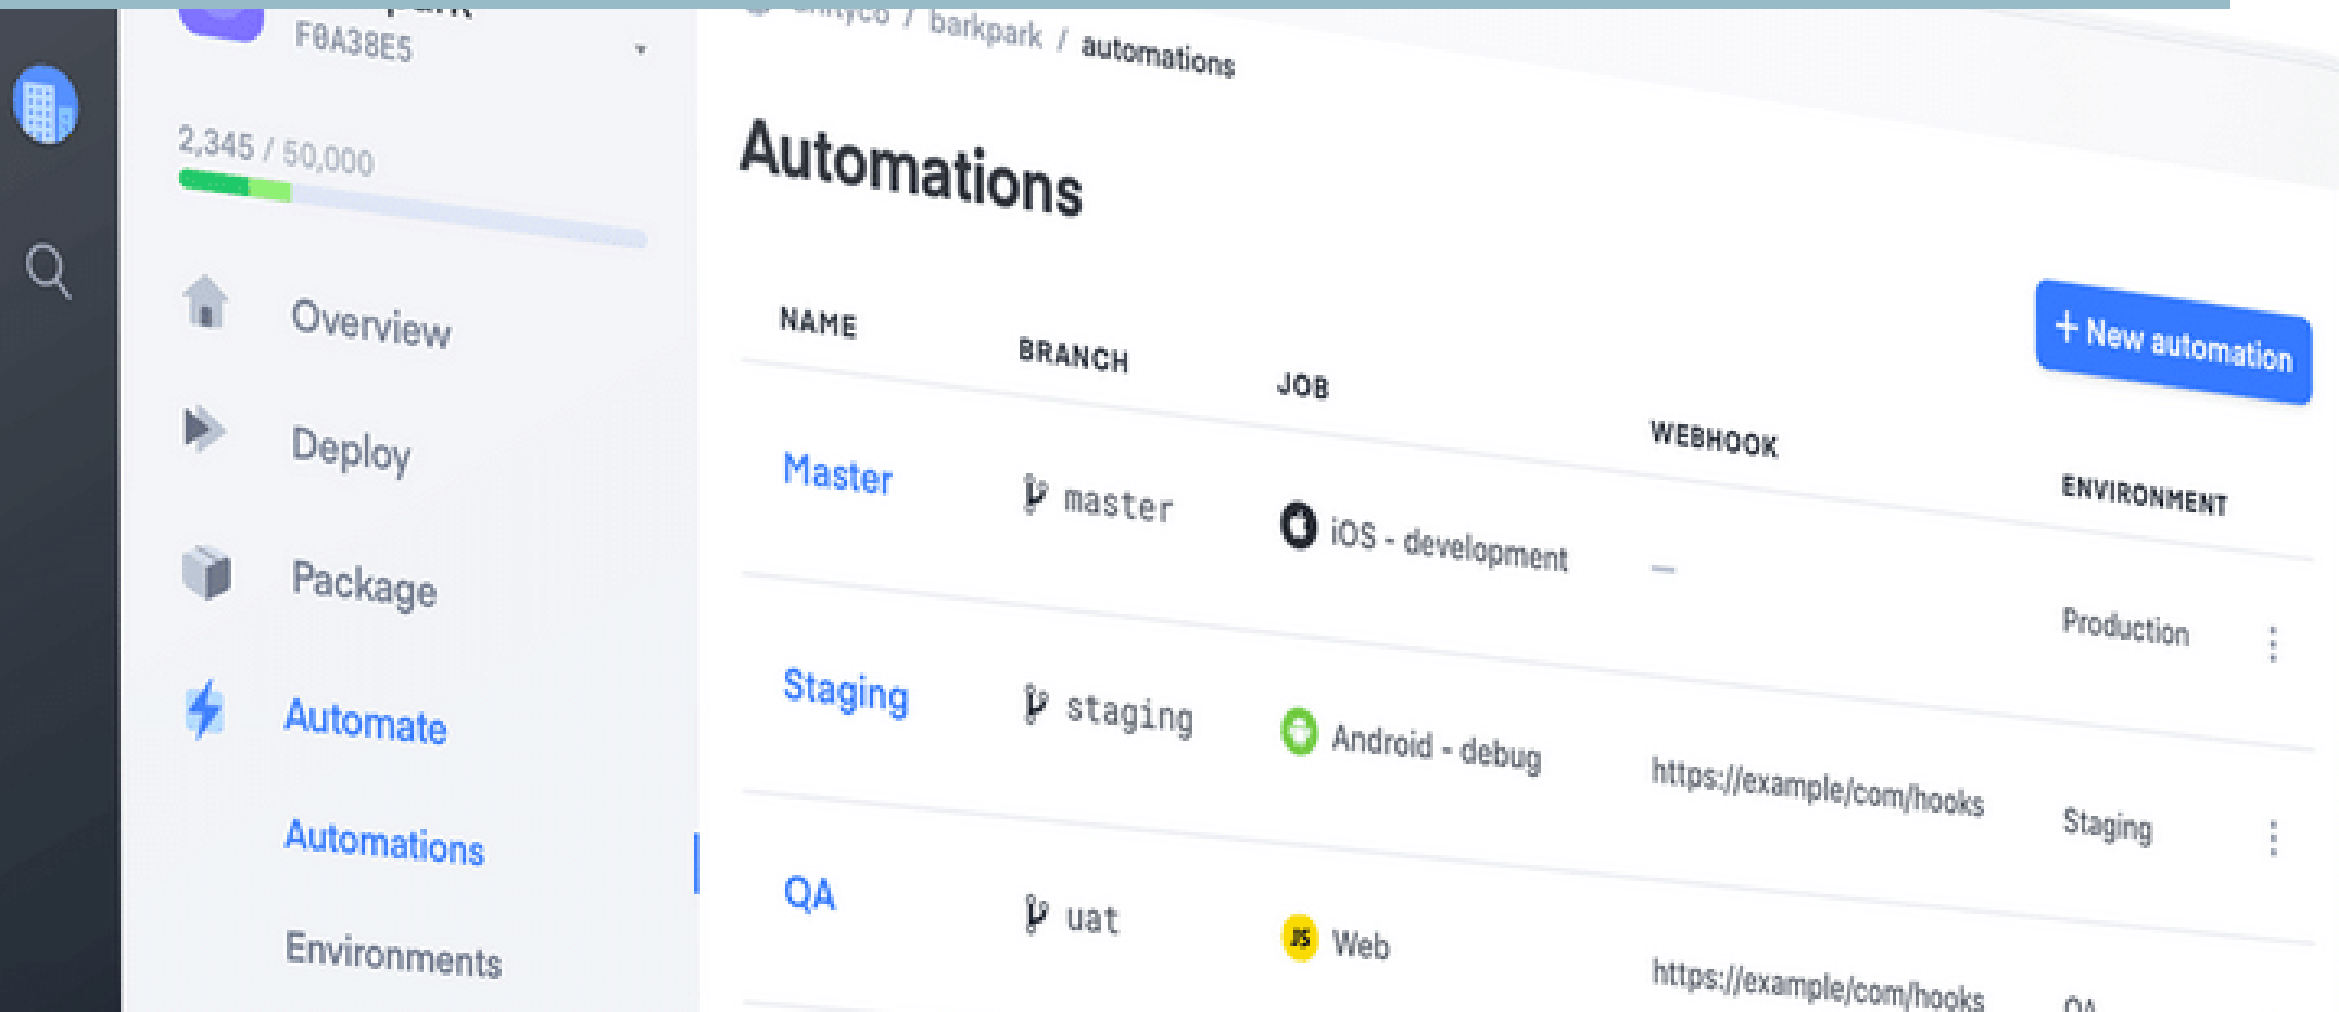 F0A38E5
barkpark / automations
2,345 / 50,000
Automations
+ New automation
Overview
Deploy
Package
Automate
Automations
Environments
NAME BRANCH JOB WEBHOOK ENVIRONMENT
Master master iOS - development — Production
Staging staging Android - debug https://example/com/hooks Staging
QA uat JS Web https://example/com/hooks QA